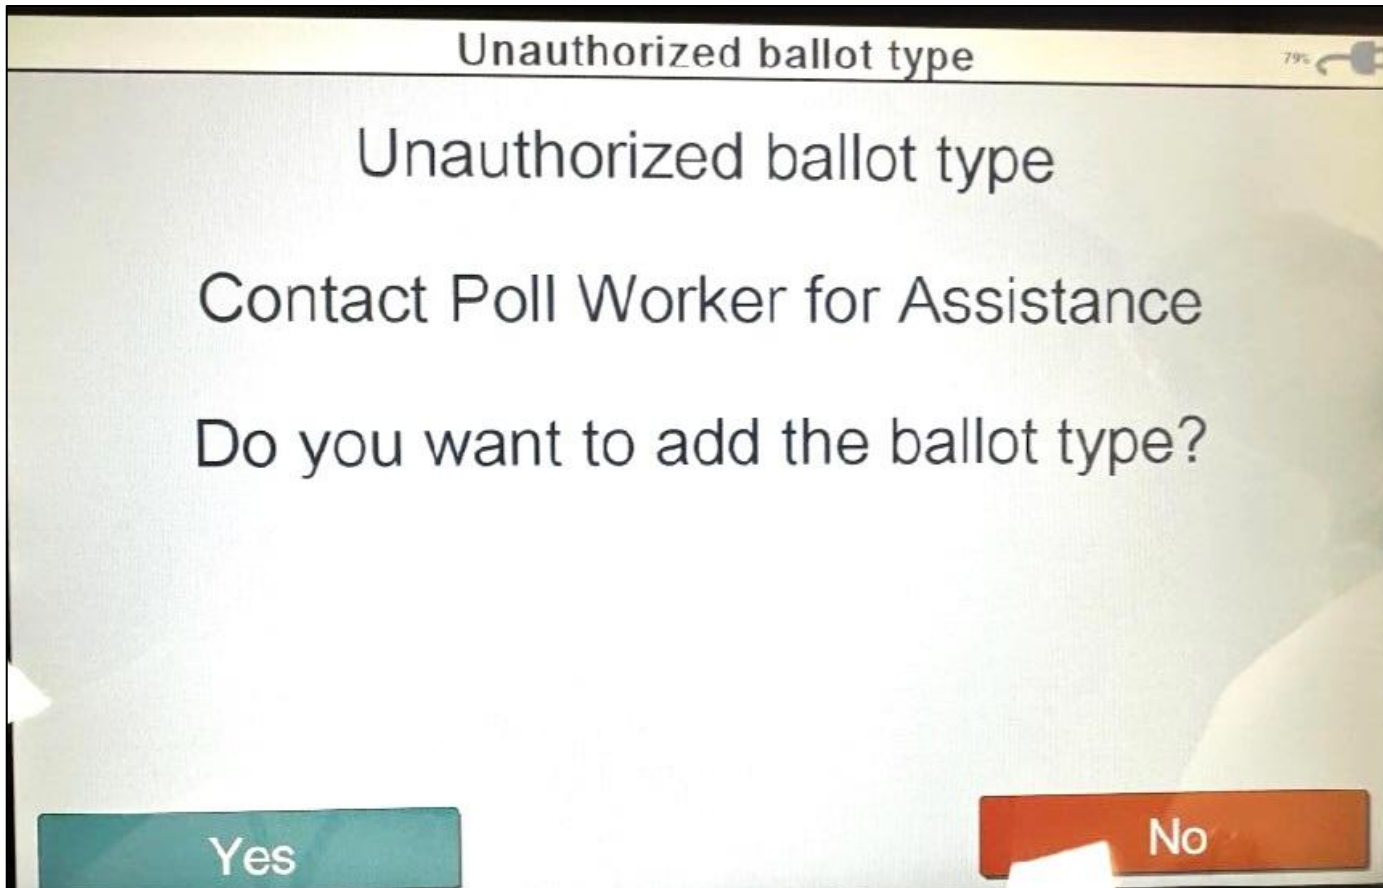 Unauthorized ballot type
79%
Unauthorized ballot type
Contact Poll Worker for Assistance
Do you want to add the ballot type?
Yes
No